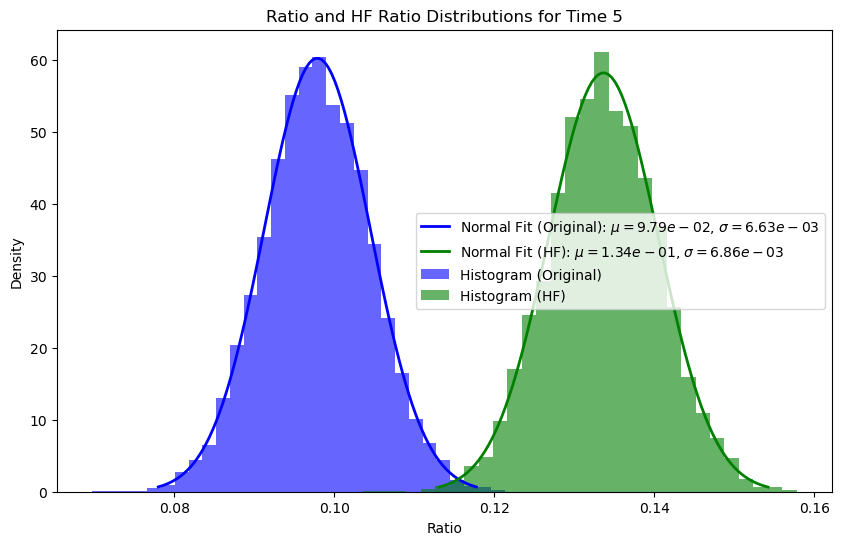 Ratio and HF Ratio Distributions for Time 5
60
50
40
30
20
10
0
Density
Normal Fit (Original): μ = 9.79e − 02, σ = 6.63e − 03
Normal Fit (HF): μ = 1.34e − 01, σ = 6.86e − 03
Histogram (Original)
Histogram (HF)
0.08 0.10 0.12 0.14 0.16
Ratio